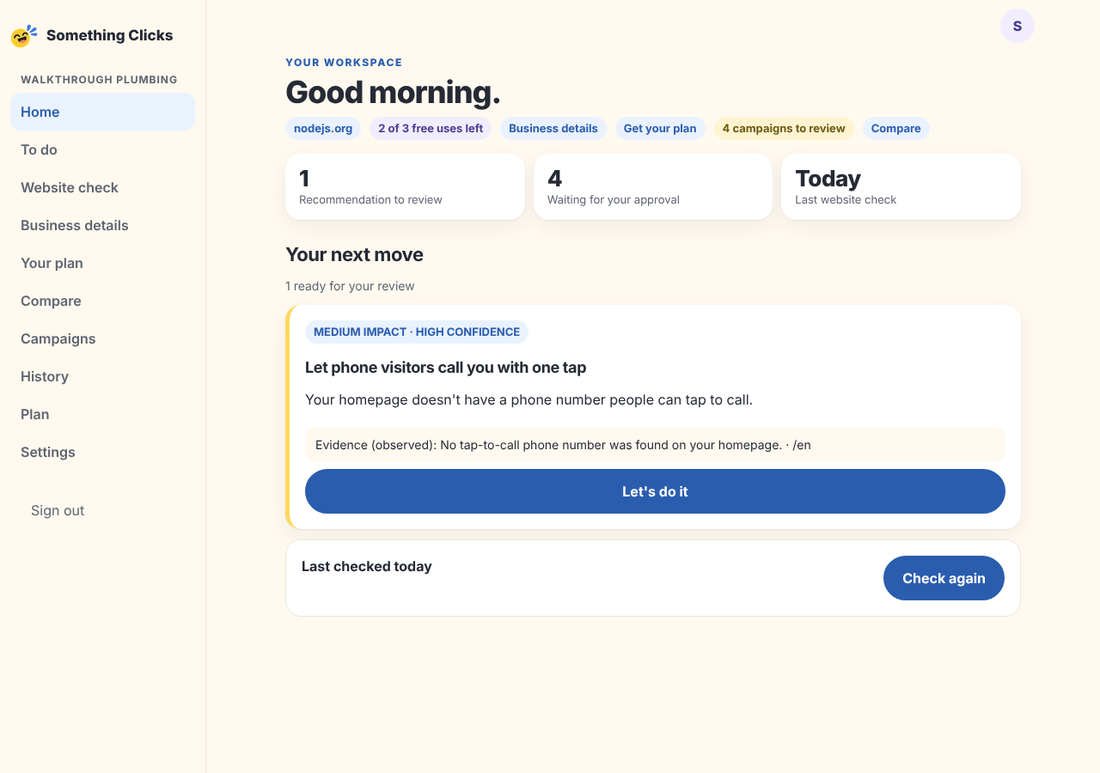 Something Clicks
S
WALKTHROUGH PLUMBING
Home
To do
Website check
Business details
Your plan
Compare
Campaigns
History
Plan
Settings
Sign out
YOUR WORKSPACE
Good morning.
nodejs.org 2 of 3 free uses left Business details Get your plan 4 campaigns to review Compare
1
Recommendation to review
4
Waiting for your approval
Today
Last website check
Your next move
1 ready for your review
MEDIUM IMPACT · HIGH CONFIDENCE
Let phone visitors call you with one tap
Your homepage doesn't have a phone number people can tap to call.
Evidence (observed): No tap-to-call phone number was found on your homepage. · /en
Let's do it
Last checked today
Check again